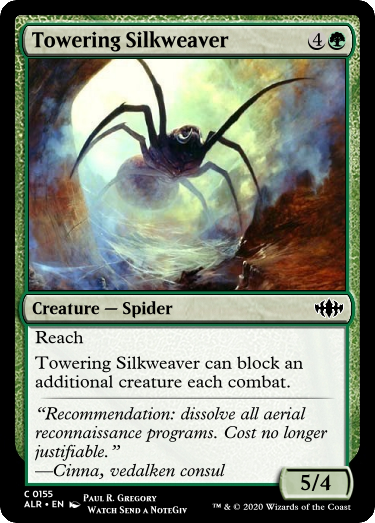 Towering Silkweaver 4
Creature — Spider
Reach
Towering Silkweaver can block an
additional creature each combat.
“Recommendation: dissolve all aerial
reconnaissance programs. Cost no longer
justifiable.”
—Cinna, vedalken consul
5/4
C 0155
ALR • EN Paul R. Gregory
Watch Send a NoteGiv
™ & © 2020 Wizards of the Coast